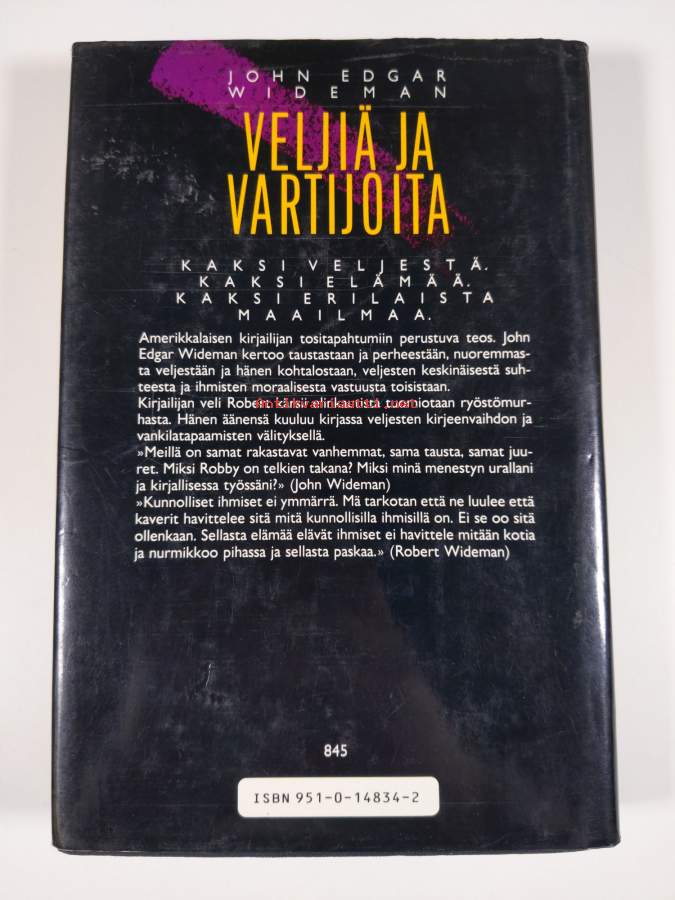 JOHN EDGAR
WIDEMAN
VELJIÄ JA
VARTIJOITA
KAKSI VELJESTÄ.
KAKSI ELÄMÄÄ.
KAKSI ERILAISTA
MAAILMAA.
Amerikkalaisen kirjailijan tositapahtumiin perustuva teos. John
Edgar Wideman kertoo taustastaan ja perheestään, nuoremmas-
ta veljestään ja hänen kohtalostaan, veljesten keskinäisestä suh-
teesta ja ihmisten moraalisesta vastuusta toisistaan.
Kirjailijan veli Robert kärsii elinkautista tuomiotaan ryöstömur-
hasta. Hänen äänensä kuuluu kirjassa veljesten kirjeenvaihdon ja
vankilatapaamisten välityksellä.
»Meillä on samat rakastavat vanhemmat, sama tausta, samat juu-
ret. Miksi Robby on telkien takana? Miksi minä menestyn urallani
ja kirjallisessa työssäni?» (John Wideman)
»Kunnolliset ihmiset ei ymmärrä. Mä tarkotan että ne luulee että
kaverit havittelee sitä mitä kunnollisilla ihmisillä on. Ei se oo sitä
ollenkaan. Sellasta elämää elävät ihmiset ei havittele mitään kotia
ja nurmikkoo pihassa ja sellasta paskaa.» (Robert Wideman)
845
ISBN 951-0-14834-2